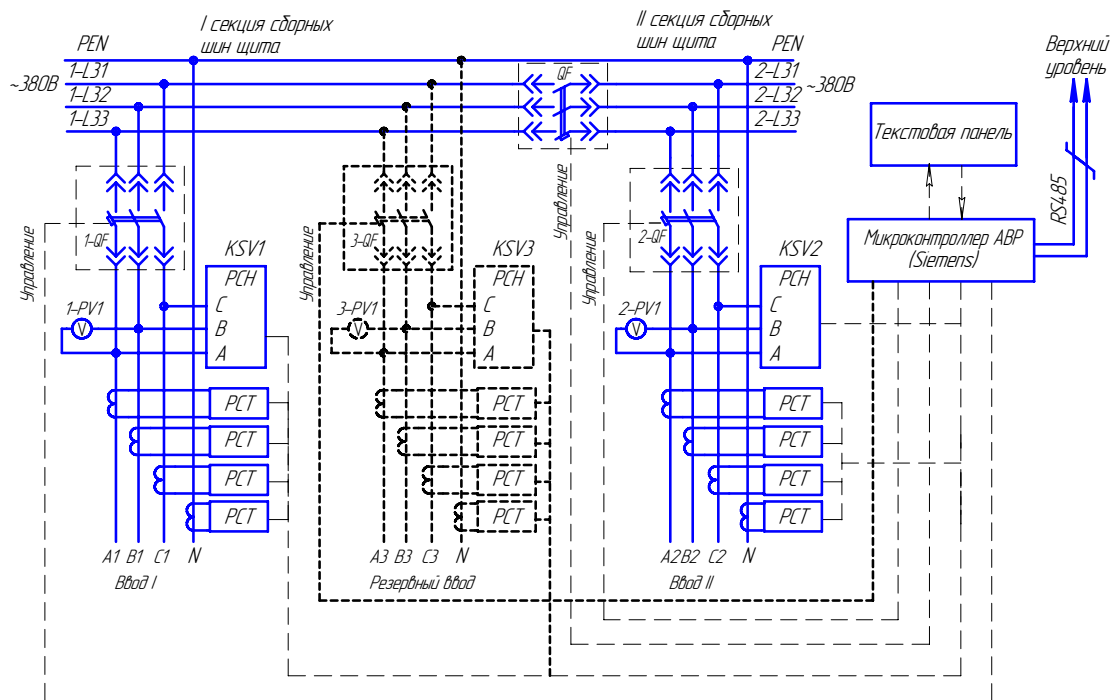 I секция сборных
шин щита
II секция сборных
шин щита
Верхний
уровень
PEN
PEN
1-L31
QF
2-L31
~380В
~380В
1-L32
2-L32
1-L33
2-L33
Текстовая панель
RS485
Управление
1-QF
Управление
3-QF
Управление
Управление
2-QF
Микроконтроллер АВР
(Siemens)
KSV1
KSV3
KSV2
РСН
РСН
РСН
C
C
C
1-PV1
3-PV1
2-PV1
V
B
V
B
V
B
A
A
A
РСТ
РСТ
РСТ
РСТ
РСТ
РСТ
РСТ
РСТ
РСТ
РСТ
РСТ
РСТ
A1 B1 C1 N
A3 B3 C3 N
A2 B2 C2 N
Ввод I
Резервный ввод
Ввод II